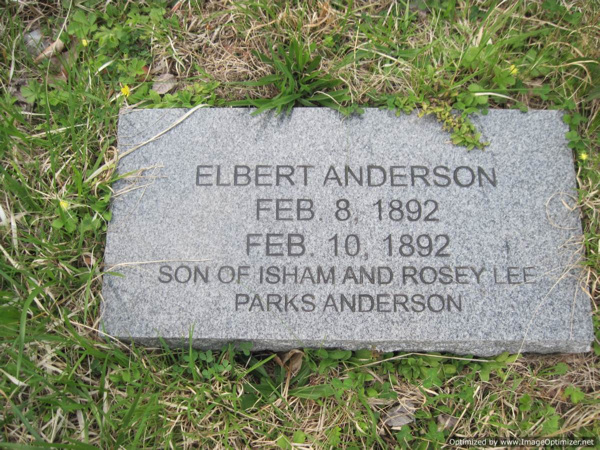 ELBERT ANDERSON
FEB. 8, 1892
FEB. 10, 1892
SON OF ISHAM AND ROSEY LEE
PARKS ANDERSON
Optimized by www.ImageOptimizer.net